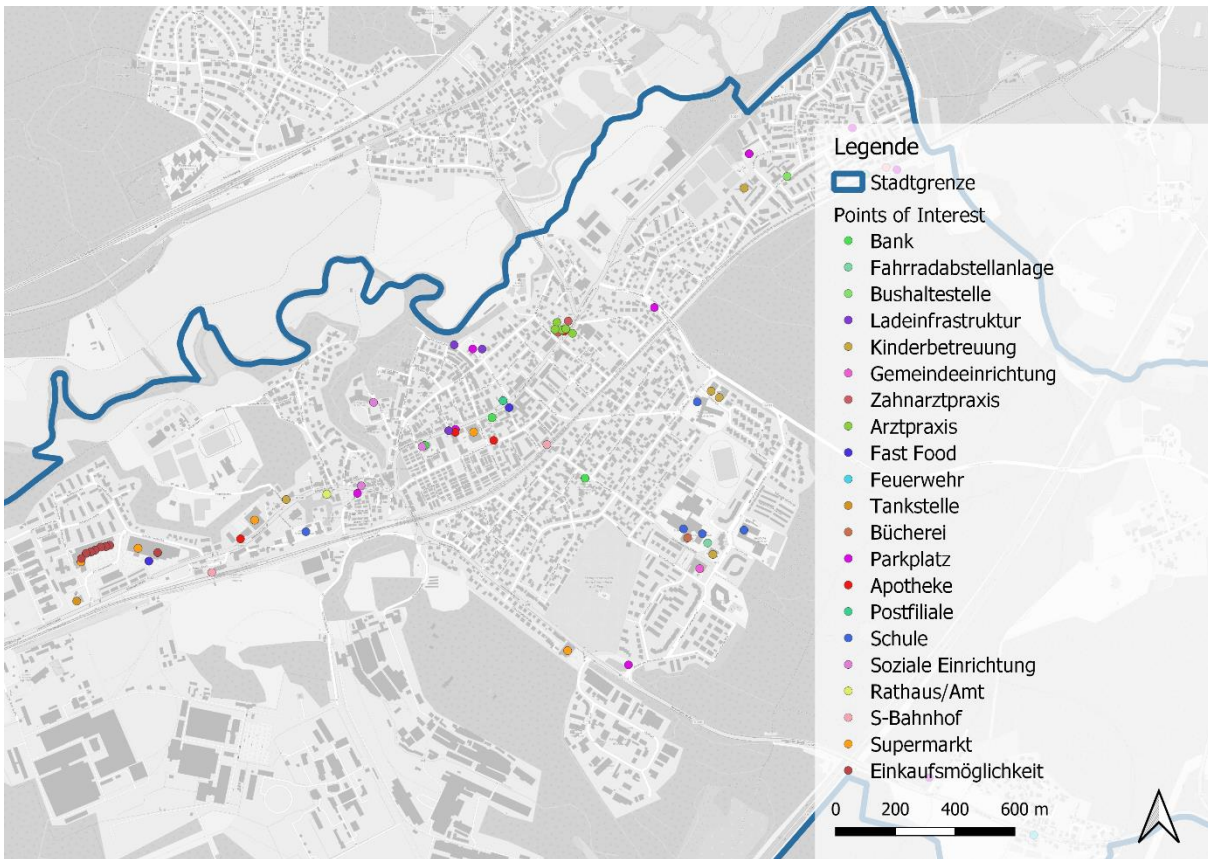 Legende
Stadtgrenze
Points of Interest
Bank
Fahrradabstellanlage
Bushaltestelle
Ladeinfrastruktur
Kinderbetreuung
Gemeindeeinrichtung
Zahnarztpraxis
Arztpraxis
Fast Food
Feuerwehr
Tankstelle
Bücherei
Parkplatz
Apotheke
Postfiliale
Schule
Soziale Einrichtung
Rathaus/Amt
S-Bahnhof
Supermarkt
Einkaufsmöglichkeit
0 200 400 600 m